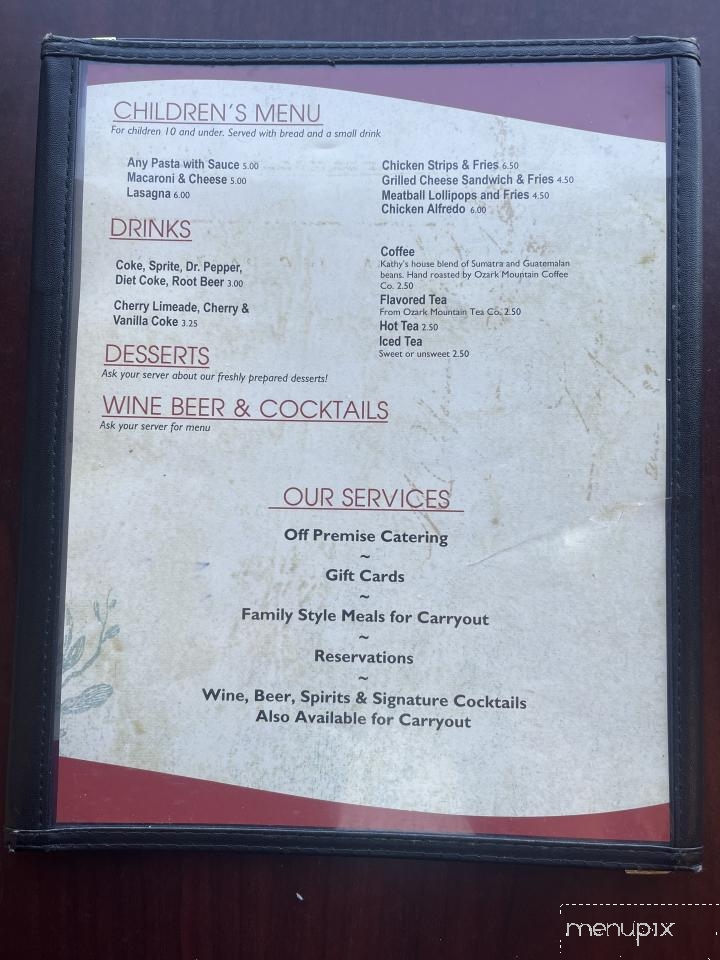 CHILDREN'S MENU
For children 10 and under. Served with bread and a small drink
Any Pasta with Sauce 5.00
Macaroni & Cheese 5.00
Lasagna 6.00
Chicken Strips & Fries 6.50
Grilled Cheese Sandwich & Fries 4.50
Meatball Lollipops and Fries 4.50
Chicken Alfredo 6.00
DRINKS
Coke, Sprite, Dr. Pepper,
Diet Coke, Root Beer 3.00
Cherry Limeade, Cherry &
Vanilla Coke 3.25
Coffee
Kathy's house blend of Sumatra and Guatemalan
beans. Hand roasted by Ozark Mountain Coffee
Co. 2.50
Flavored Tea
From Ozark Mountain Tea Co. 2.50
Hot Tea 2.50
Iced Tea
Sweet or unsweet 2.50
DESSERTS
Ask your server about our freshly prepared desserts!
WINE BEER & COCKTAILS
Ask your server for menu
OUR SERVICES
Off Premise Catering
~
Gift Cards
~
Family Style Meals for Carryout
~
Reservations
~
Wine, Beer, Spirits & Signature Cocktails
Also Available for Carryout
menupix